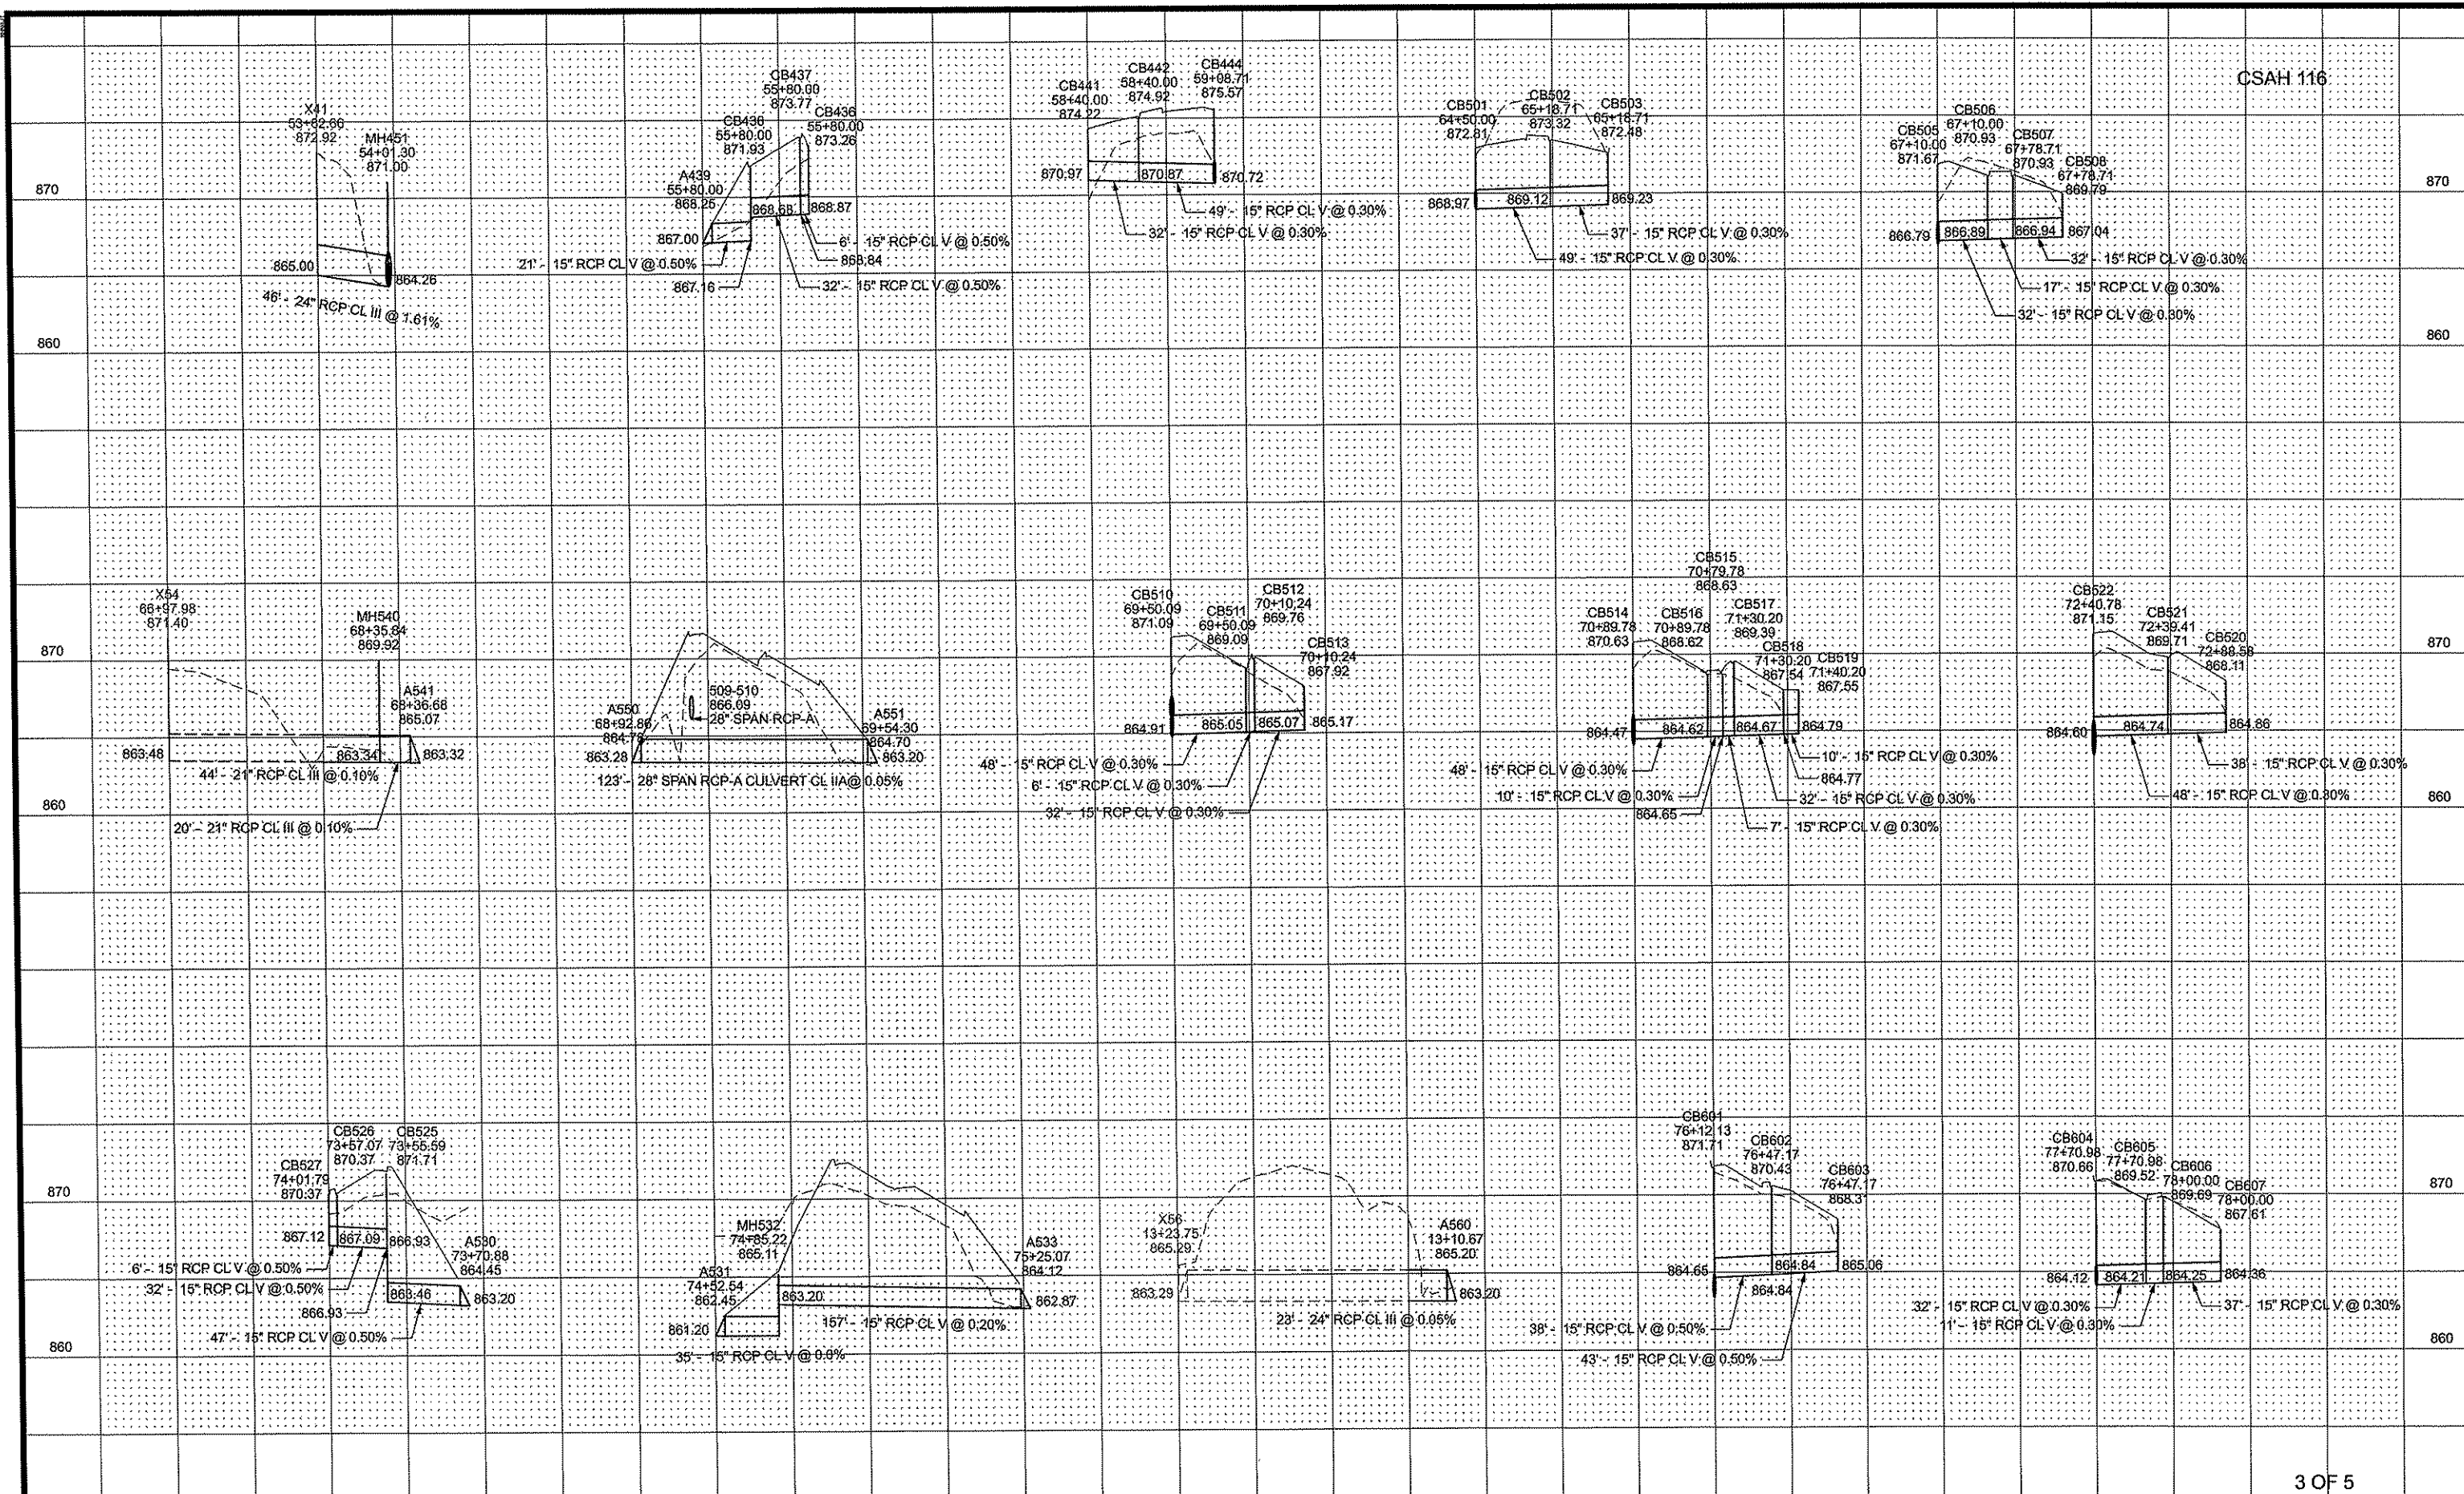 CSAH 116
X41
53+82.66
872.92
MH451
54+01.30
871.00
870
865.00
864.26
46' - 24" RCP CL III @ 1.61%
860
CB437
55+80.00
873.77
CB438
55+80.00
871.93
CB436
55+80.00
873.26
A439
55+80.00
868.25
868.68
868.87
867.00
6' - 15" RCP CL V @ 0.50%
21' - 15" RCP CL V @ 0.50%
868.84
867.16
32' - 15" RCP CL V @ 0.50%
CB441
58+40.00
874.22
CB442
58+40.00
874.92
CB444
59+08.71
875.57
870.97
870.87
870.72
49' - 15" RCP CL V @ 0.30%
32' - 15" RCP CL V @ 0.30%
CB501
64+50.00
872.81
CB502
65+18.71
873.32
CB503
65+18.71
872.48
868.97
869.12
869.23
37' - 15" RCP CL V @ 0.30%
49' - 15" RCP CL V @ 0.30%
CB505
67+10.00
871.67
CB506
67+10.00
870.93
CB507
67+78.71
870.93
CB508
67+78.71
869.79
870
866.79
866.89
866.94
867.04
32' - 15" RCP CL V @ 0.30%
17' - 15" RCP CL V @ 0.30%
32' - 15" RCP CL V @ 0.30%
860
X54
66+97.98
871.40
MH540
68+35.84
869.92
870
A541
68+36.68
865.07
863.48
863.34
863.32
44' - 21" RCP CL III @ 0.10%
860
20' - 21" RCP CL III @ 0.10%
509-510
866.09
28" SPAN RCP-A
A550
68+92.86
864.78
A551
69+54.30
864.70
863.28
863.20
123' - 28" SPAN RCP-A CULVERT CL IIA @ 0.05%
CB510
69+50.09
871.09
CB511
69+50.09
869.09
CB512
70+10.24
869.76
CB513
70+10.24
867.92
864.91
865.05
865.07
865.17
48' - 15" RCP CL V @ 0.30%
6' - 15" RCP CL V @ 0.30%
32' - 15" RCP CL V @ 0.30%
CB515
70+79.78
868.63
CB514
70+89.78
870.63
CB516
70+89.78
868.62
CB517
71+30.20
869.39
CB518
71+30.20
867.54
CB519
71+40.20
867.55
864.47
864.62
864.67
864.79
10' - 15" RCP CL V @ 0.30%
48' - 15" RCP CL V @ 0.30%
864.77
10' - 15" RCP CL V @ 0.30%
32' - 15" RCP CL V @ 0.30%
864.65
7' - 15" RCP CL V @ 0.30%
CB522
72+40.78
871.15
CB521
72+39.41
869.71
CB520
72+88.58
868.11
870
864.60
864.74
864.86
38' - 15" RCP CL V @ 0.30%
48' - 15" RCP CL V @ 0.30%
860
CB526
73+57.07
870.37
CB525
73+55.59
871.71
CB527
74+01.79
870.37
870
867.12
867.09
866.93
A530
73+70.88
864.45
6' - 15" RCP CL V @ 0.50%
32' - 15" RCP CL V @ 0.50%
863.46
863.20
866.93
47' - 15" RCP CL V @ 0.50%
860
MH532
74+85.22
865.11
A531
74+52.54
862.45
A533
75+25.07
864.12
863.20
862.87
861.20
157' - 15" RCP CL V @ 0.20%
35' - 15" RCP CL V @ 0.0%
X56
13+23.75
865.29
A560
13+10.67
865.20
863.29
863.20
23' - 24" RCP CL III @ 0.05%
CB601
76+12.13
871.71
CB602
76+47.17
870.43
CB603
76+47.17
864.65
864.84
865.06
864.84
38' - 15" RCP CL V @ 0.50%
43' - 15" RCP CL V @ 0.50%
CB604
77+70.98
870.66
CB605
77+70.98
869.52
CB606
78+00.00
869.69
CB607
78+00.00
867.61
870
864.12
864.21
864.25
864.36
32' - 15" RCP CL V @ 0.30%
37' - 15" RCP CL V @ 0.30%
11' - 15" RCP CL V @ 0.30%
860
3 OF 5